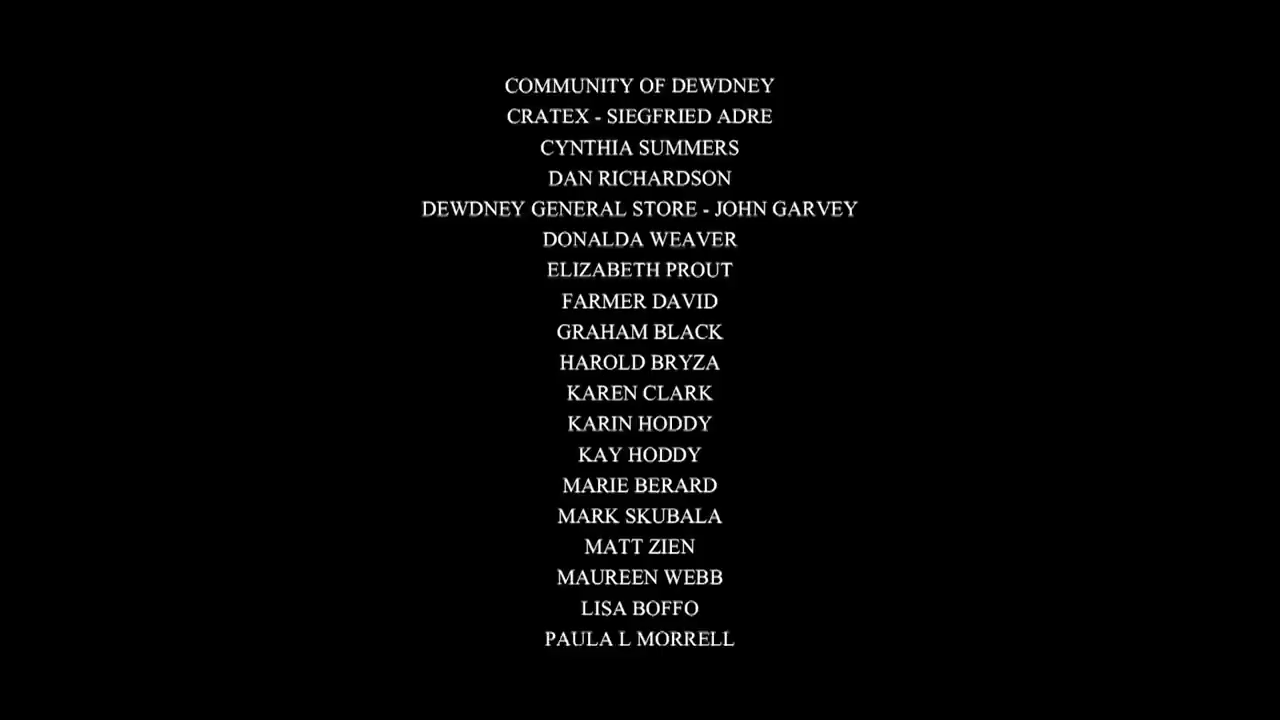 COMMUNITY OF DEWDNEY
CRATEX - SIEGFRIED ADRE
CYNTHIA SUMMERS
DAN RICHARDSON
DEWDNEY GENERAL STORE - JOHN GARVEY
DONALDA WEAVER
ELIZABETH PROUT
FARMER DAVID
GRAHAM BLACK
HAROLD BRYZA
KAREN CLARK
KARIN HODDY
KAY HODDY
MARIE BERARD
MARK SKUBALA
MATT ZIEN
MAUREEN WEBB
LISA BOFFO
PAULA L MORRELL